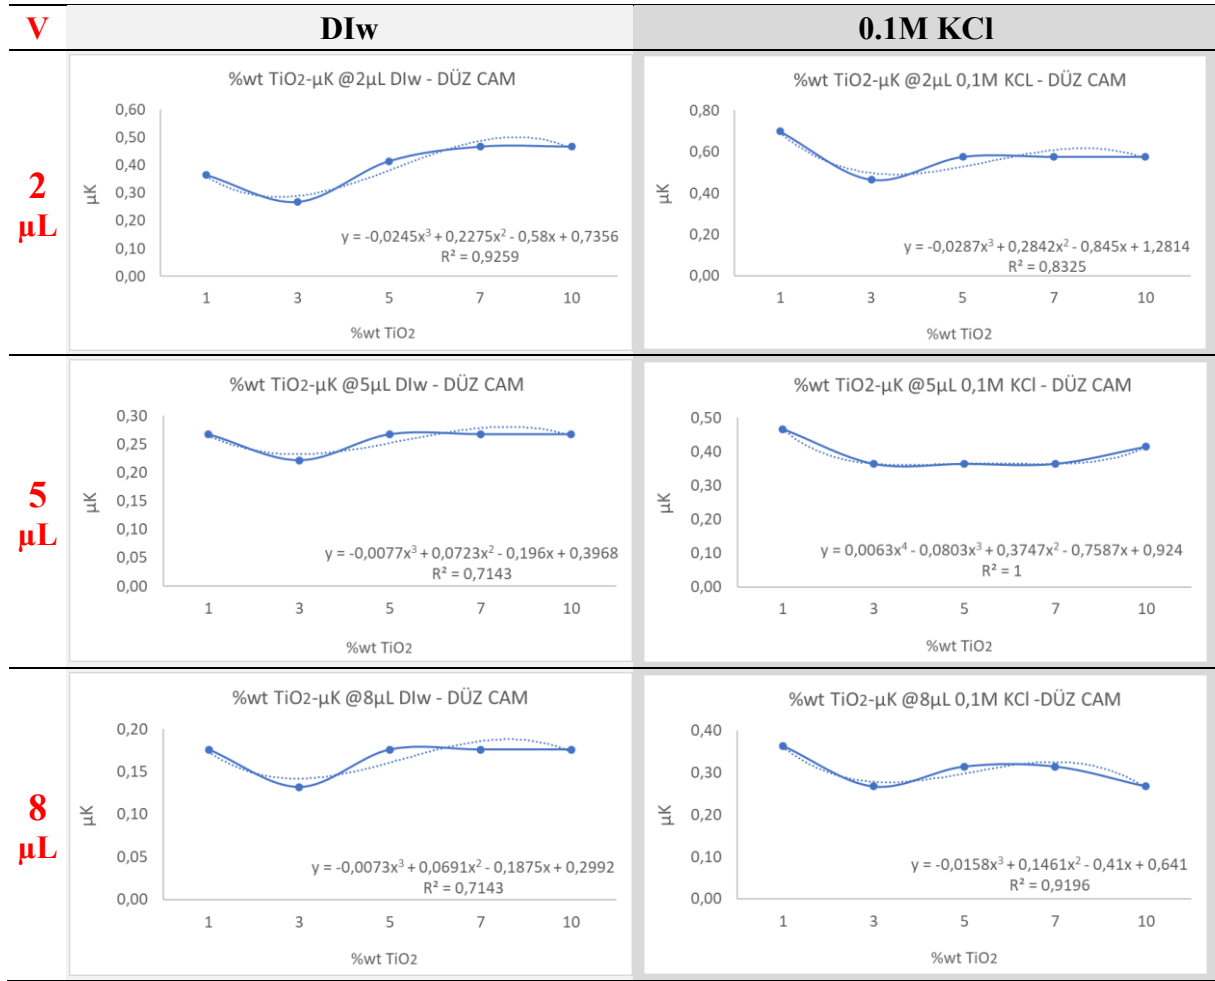 V DIw 0.1M KCl
2
µL
%wt TiO2-µK @2µL DIw - DÜZ CAM
0,60
0,50
0,40
0,30
0,20
0,10
0,00
µK
y = -0,0245x³ + 0,2275x² - 0,58x + 0,7356
R² = 0,9259
1 3 5 7 10
%wt TiO2
%wt TiO2-µK @2µL 0,1M KCL - DÜZ CAM
0,80
0,60
0,40
0,20
0,00
µK
y = -0,0287x³ + 0,2842x² - 0,845x + 1,2814
R² = 0,8325
1 3 5 7 10
%wt TiO2
5
µL
%wt TiO2-µK @5µL DIw - DÜZ CAM
0,30
0,25
0,20
0,15
0,10
0,05
0,00
µK
y = -0,0077x³ + 0,0723x² - 0,196x + 0,3968
R² = 0,7143
1 3 5 7 10
%wt TiO2
%wt TiO2-µK @5µL 0,1M KCl - DÜZ CAM
0,50
0,40
0,30
0,20
0,10
0,00
µK
y = 0,0063x⁴ - 0,0803x³ + 0,3747x² - 0,7587x + 0,924
R² = 1
1 3 5 7 10
%wt TiO2
8
µL
%wt TiO2-µK @8µL DIw - DÜZ CAM
0,20
0,15
0,10
0,05
0,00
µK
y = -0,0073x³ + 0,0691x² - 0,1875x + 0,2992
R² = 0,7143
1 3 5 7 10
%wt TiO2
%wt TiO2-µK @8µL 0,1M KCl -DÜZ CAM
0,40
0,30
0,20
0,10
0,00
µK
y = -0,0158x³ + 0,1461x² - 0,41x + 0,641
R² = 0,9196
1 3 5 7 10
%wt TiO2